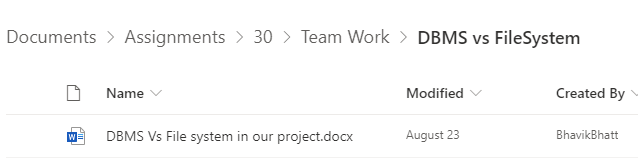 Documents > Assignments > 30 > Team Work > DBMS vs FileSystem
Name Modified Created By
DBMS Vs File system in our project.docx August 23 BhavikBhatt